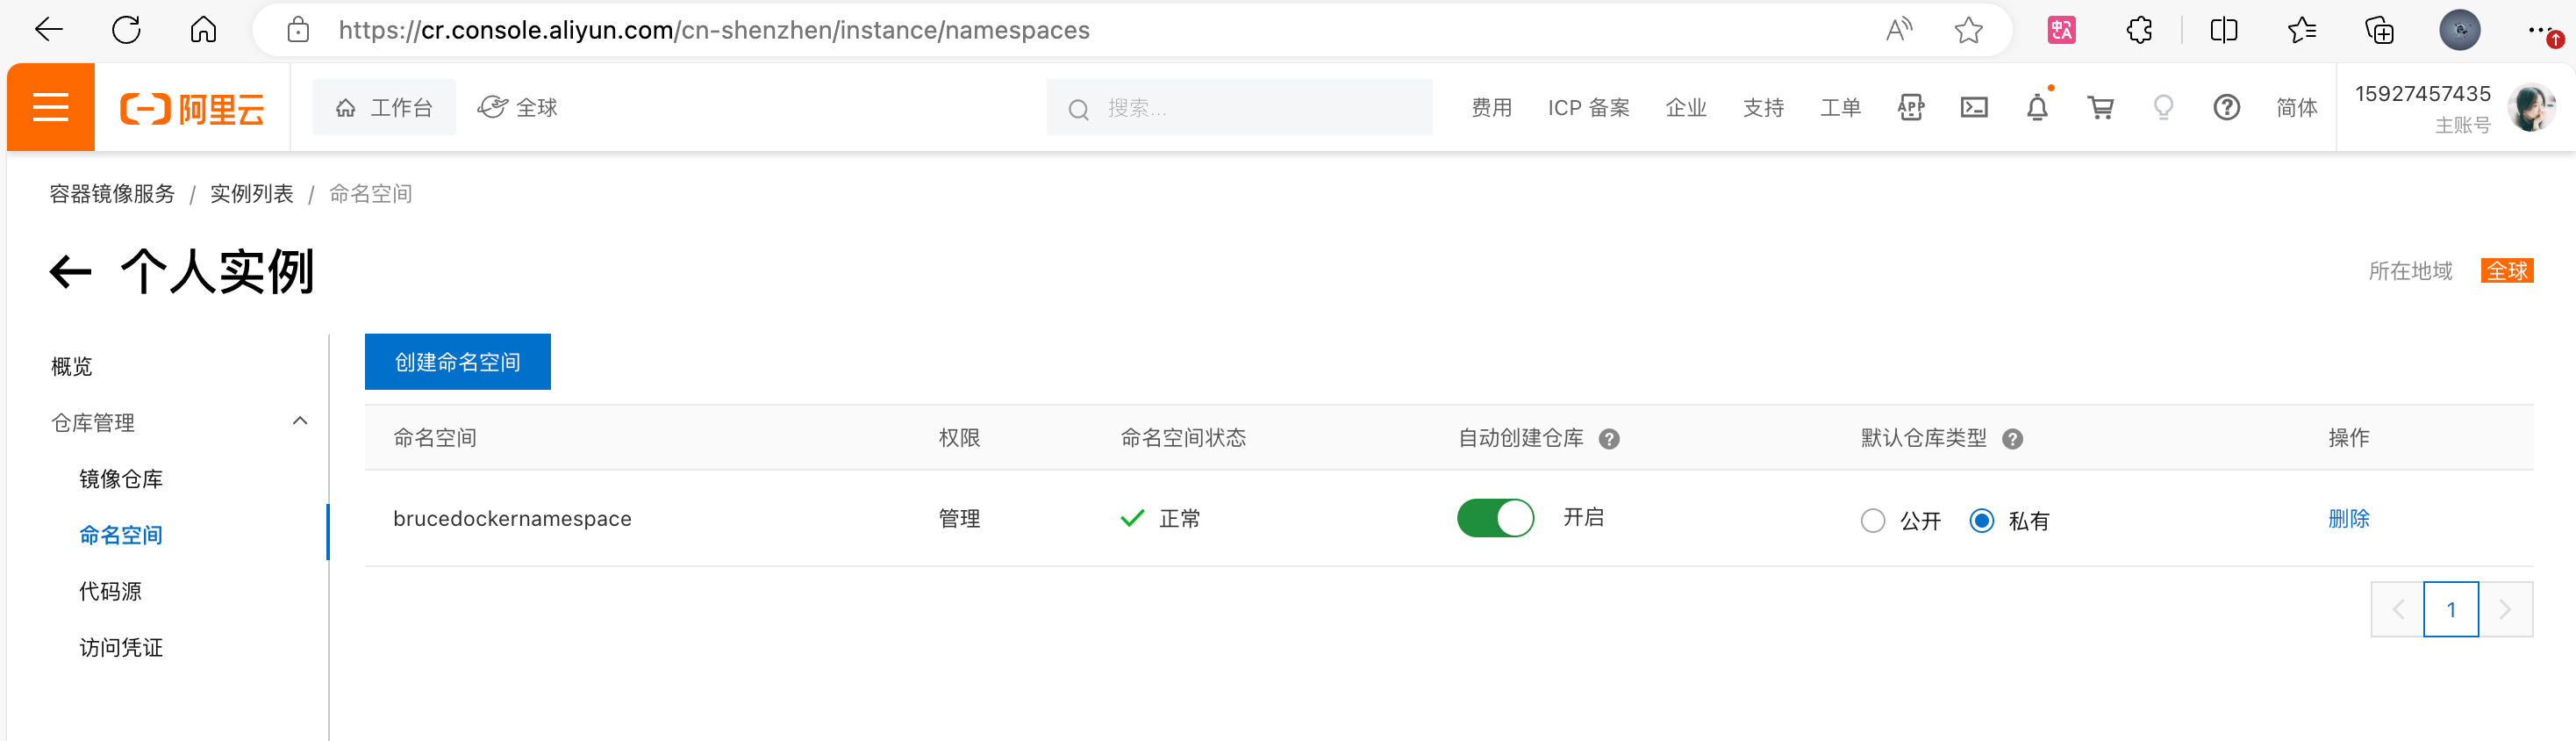 https://cr.console.aliyun.com/cn-shenzhen/instance/namespaces
阿里云 工作台 全球 搜索... 费用 ICP 备案 企业 支持 工单 APP 简体 15927457435
主账号
容器镜像服务 / 实例列表 / 命名空间
个人实例 所在地域 全球
概览
仓库管理
镜像仓库
命名空间
代码源
访问凭证
创建命名空间
命名空间 权限 命名空间状态 自动创建仓库 默认仓库类型 操作
brucedockernamespace 管理 正常 开启 公开 私有 删除
1